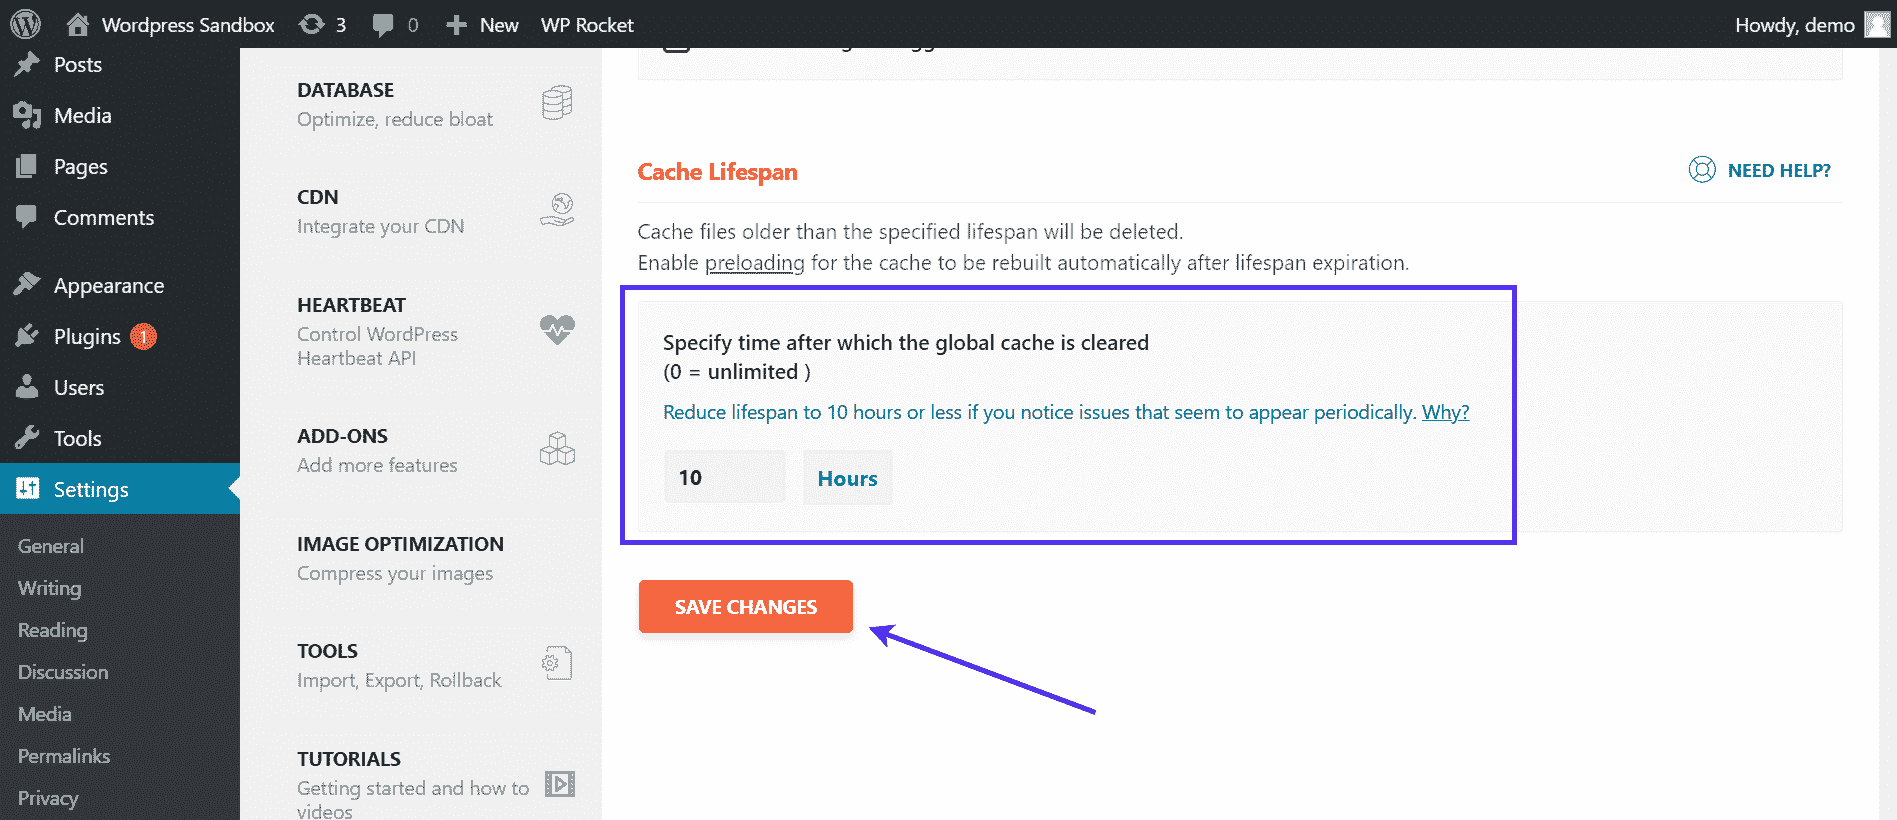 Wordpress Sandbox 3 0 New WP Rocket Howdy, demo
Posts
Media
Pages
Comments
Appearance
Plugins 1
Users
Tools
Settings
General
Writing
Reading
Discussion
Media
Permalinks
Privacy
DATABASE
Optimize, reduce bloat
CDN
Integrate your CDN
HEARTBEAT
Control WordPress
Heartbeat API
ADD-ONS
Add more features
IMAGE OPTIMIZATION
Compress your images
TOOLS
Import, Export, Rollback
TUTORIALS
Getting started and how to
videos
Cache Lifespan
NEED HELP?
Cache files older than the specified lifespan will be deleted.
Enable preloading for the cache to be rebuilt automatically after lifespan expiration.
Specify time after which the global cache is cleared
(0 = unlimited )
Reduce lifespan to 10 hours or less if you notice issues that seem to appear periodically. Why?
10 Hours
SAVE CHANGES